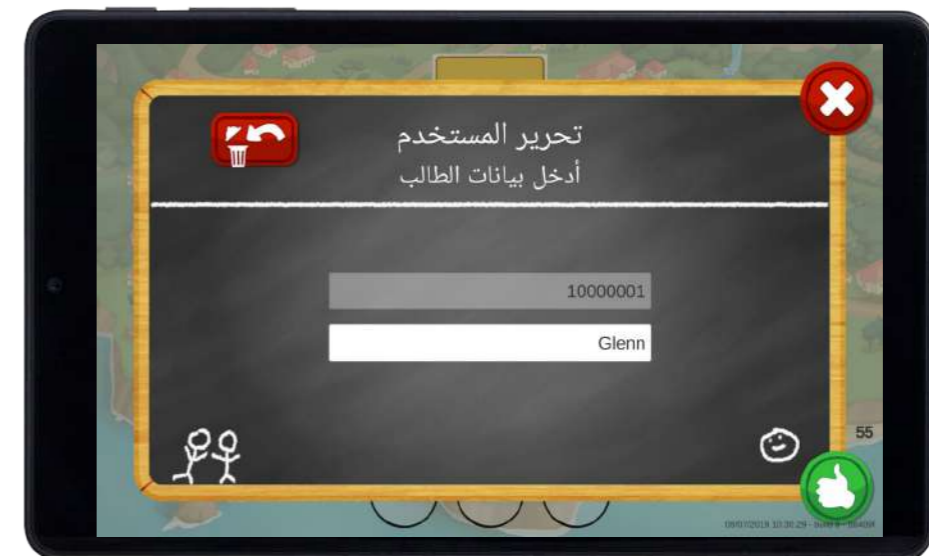 تحرير المستخدم
أدخل بيانات الطالب
10000001
Glenn
55